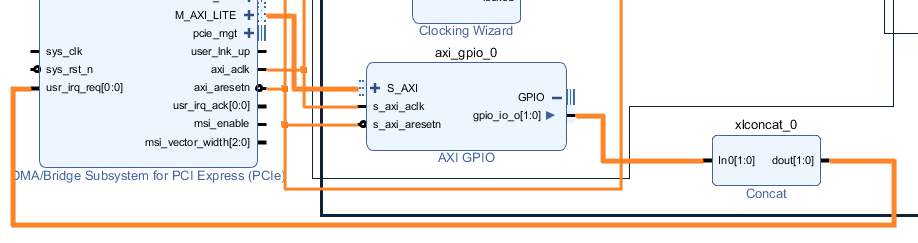 M_AXI_LITE
pcie_mgt
sys_clk
user_lnk_up
sys_rst_n
axi_aclk
usr_irq_req[0:0]
axi_aresetn
usr_irq_ack[0:0]
msi_enable
msi_vector_width[2:0]
DMA/Bridge Subsystem for PCI Express (PCIe)
Clocking Wizard
axi_gpio_0
S_AXI
s_axi_aclk
s_axi_aresetn
GPIO
gpio_io_o[1:0]
AXI GPIO
xlconcat_0
In0[1:0]
dout[1:0]
Concat